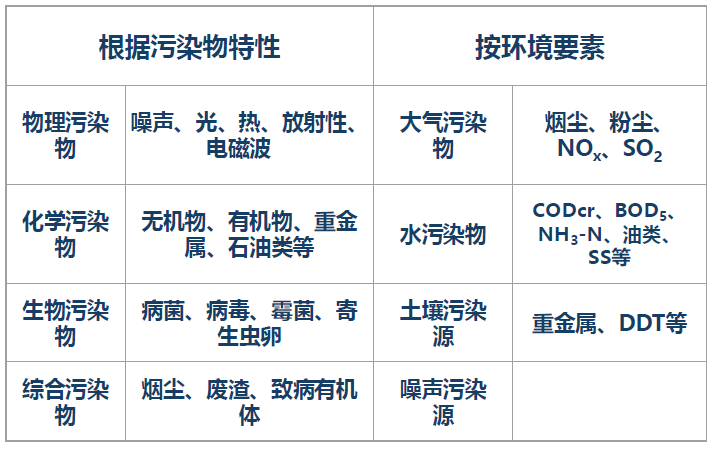 根据污染物特性
按环境要素
物理污染
物
噪声、光、热、放射性、
电磁波
大气污染
物
烟尘、粉尘、
NOx、SO2
化学污染
物
无机物、有机物、重金
属、石油类等
水污染物
CODcr、BOD5、
NH3-N、油类、
SS等
生物污染
物
病菌、病毒、霉菌、寄
生虫卵
土壤污染
源
重金属、DDT等
综合污染
物
烟尘、废渣、致病有机
体
噪声污染
源